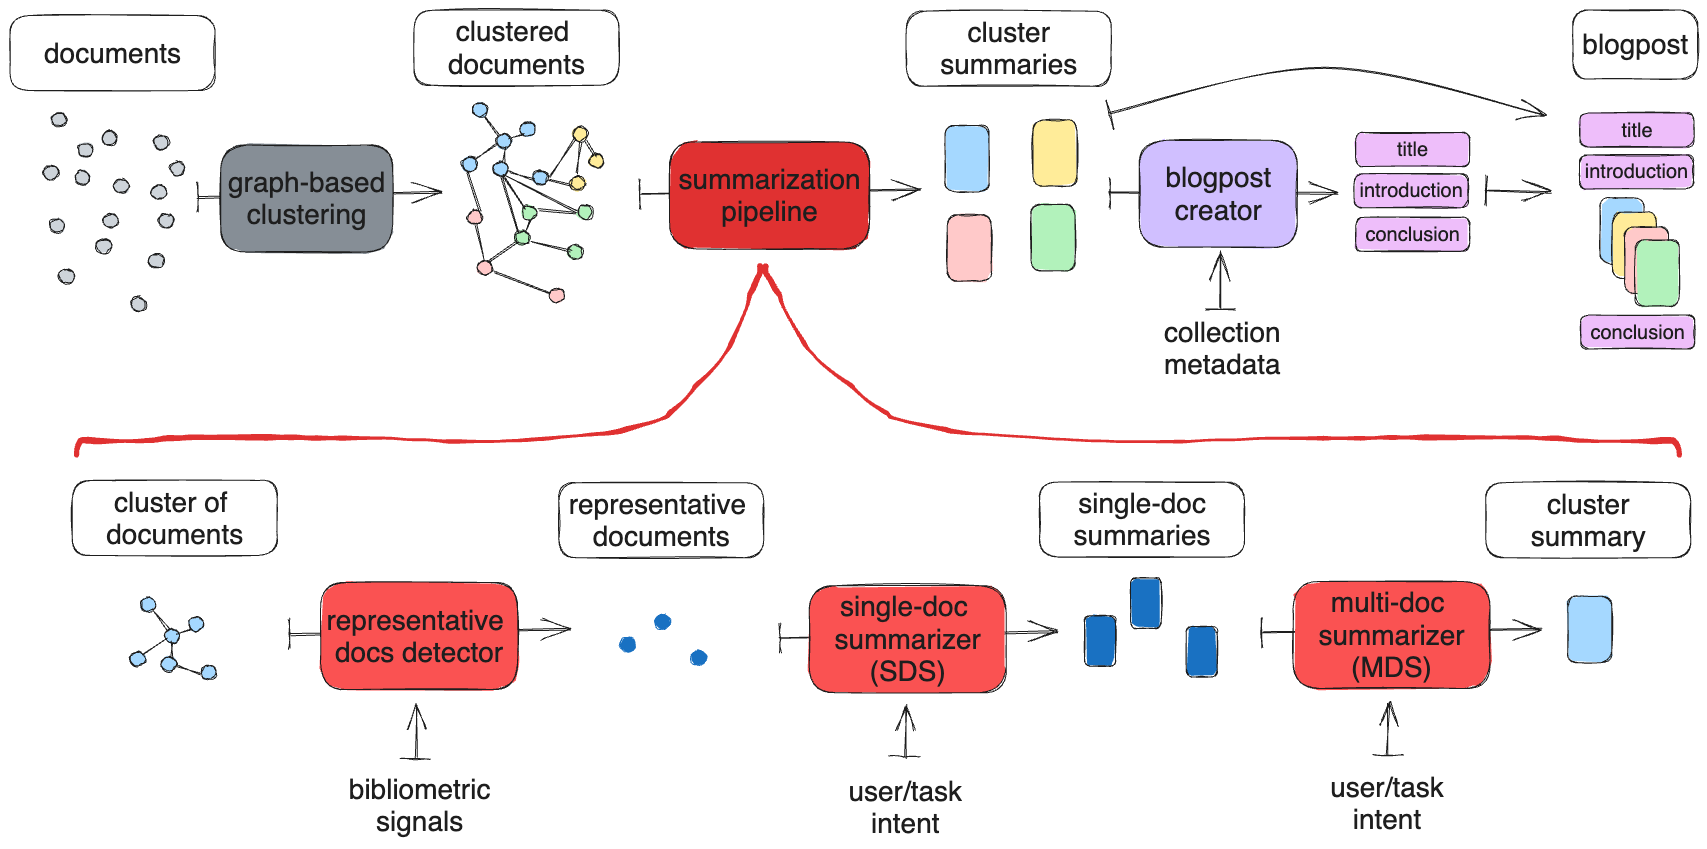 documents
clustered
documents
cluster
summaries
blogpost
graph-based
clustering
summarization
pipeline
blogpost
creator
title
introduction
conclusion
title
introduction
conclusion
collection
metadata
cluster of
documents
representative
documents
single-doc
summaries
cluster
summary
representative
docs detector
single-doc
summarizer
(SDS)
multi-doc
summarizer
(MDS)
bibliometric
signals
user/task
intent
user/task
intent